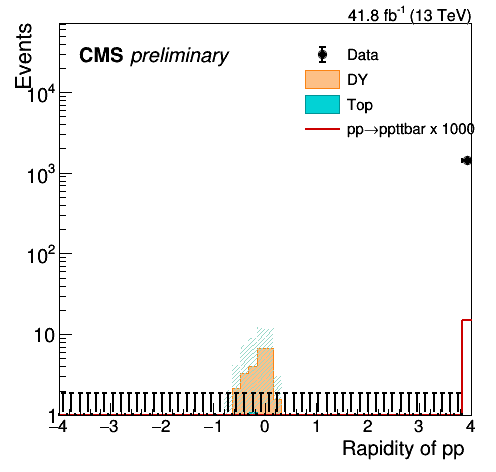 41.8 fb⁻¹ (13 TeV)
Events
CMS preliminary
Data
DY
Top
pp→ppttbar x 1000
10⁴
10³
10²
10
1
−4 −3 −2 −1 0 1 2 3 4
Rapidity of pp